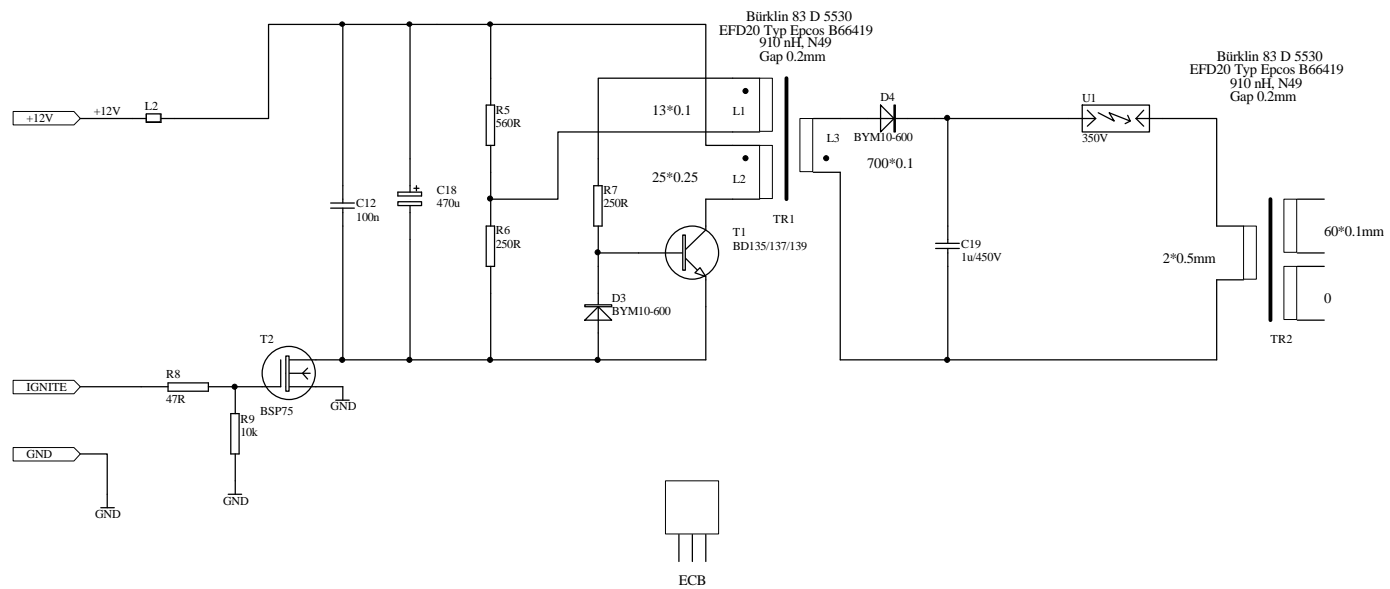 Bürklin 83 D 5530
EFD20 Typ Epcos B66419
910 nH, N49
Gap 0.2mm
Bürklin 83 D 5530
EFD20 Typ Epcos B66419
910 nH, N49
Gap 0.2mm
+12V
+12V
L2
R5
560R
13*0.1
L1
D4
BYM10-600
U1
350V
L3
700*0.1
25*0.25
L2
TR1
R7
250R
C12
100n
C18
470u
R6
250R
T1
BD135/137/139
C19
1u/450V
60*0.1mm
2*0.5mm
0
TR2
D3
BYM10-600
T2
BSP75
IGNITE
R8
47R
GND
R9
10k
GND
GND
GND
ECB